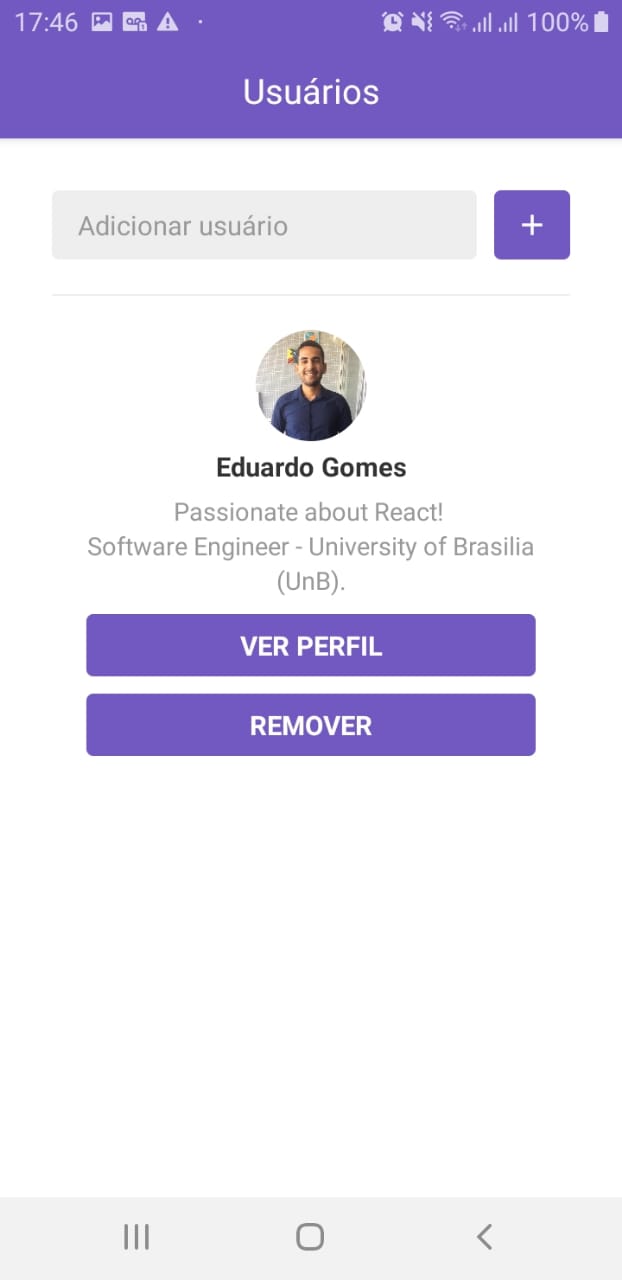 17:46 100%
Usuários
Adicionar usuário +
Eduardo Gomes
Passionate about React!
Software Engineer - University of Brasilia
(UnB).
VER PERFIL
REMOVER